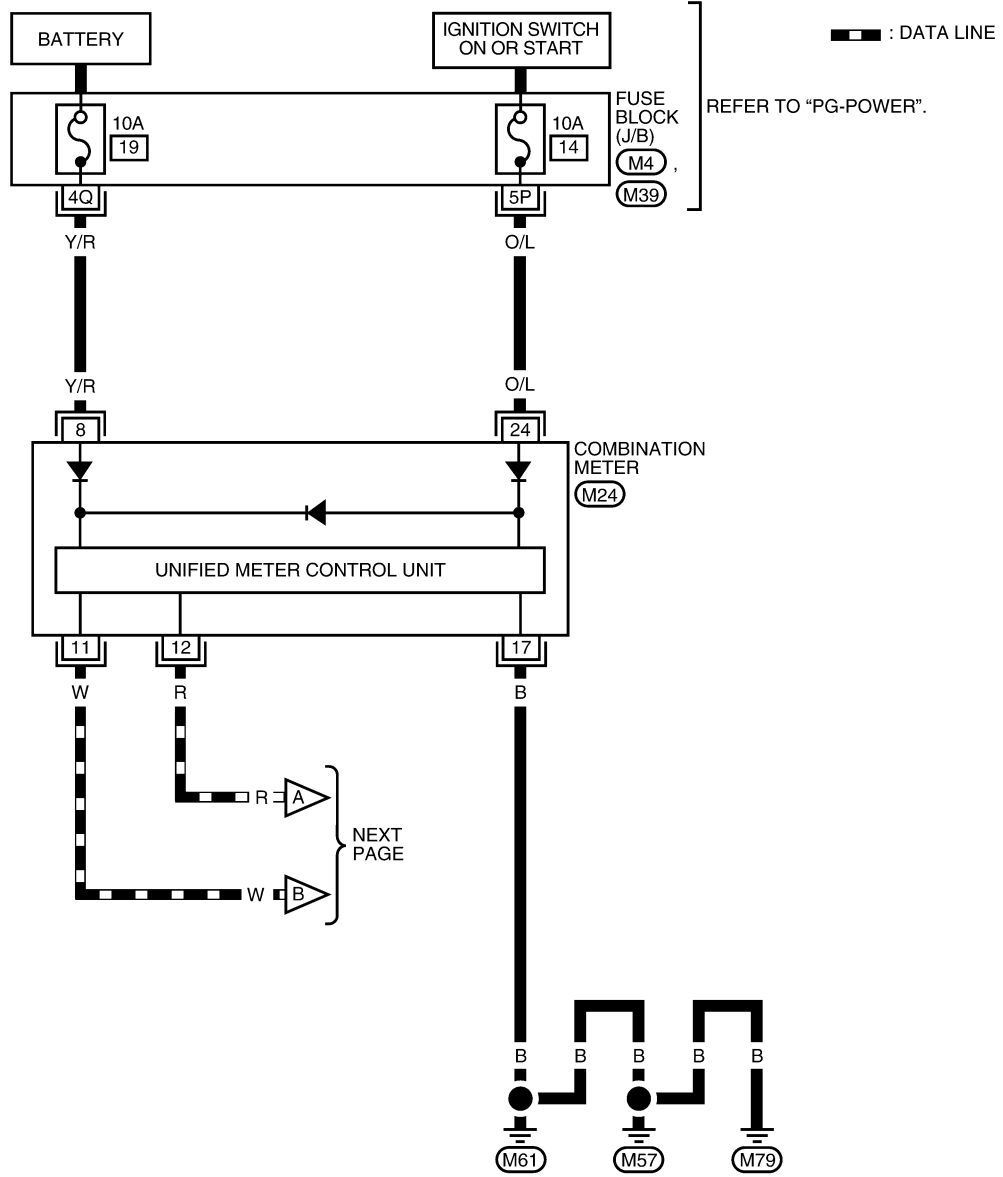 BATTERY
IGNITION SWITCH
ON OR START
: DATA LINE
10A
19
10A
14
FUSE
BLOCK
(J/B)
M4 ,
M39
REFER TO “PG-POWER”.
4Q
5P
Y/R
O/L
Y/R
O/L
8
24
COMBINATION
METER
M24
UNIFIED METER CONTROL UNIT
11
12
17
W
R
B
R
A
NEXT
PAGE
W
B
B
B
B
B
B
M61
M57
M79